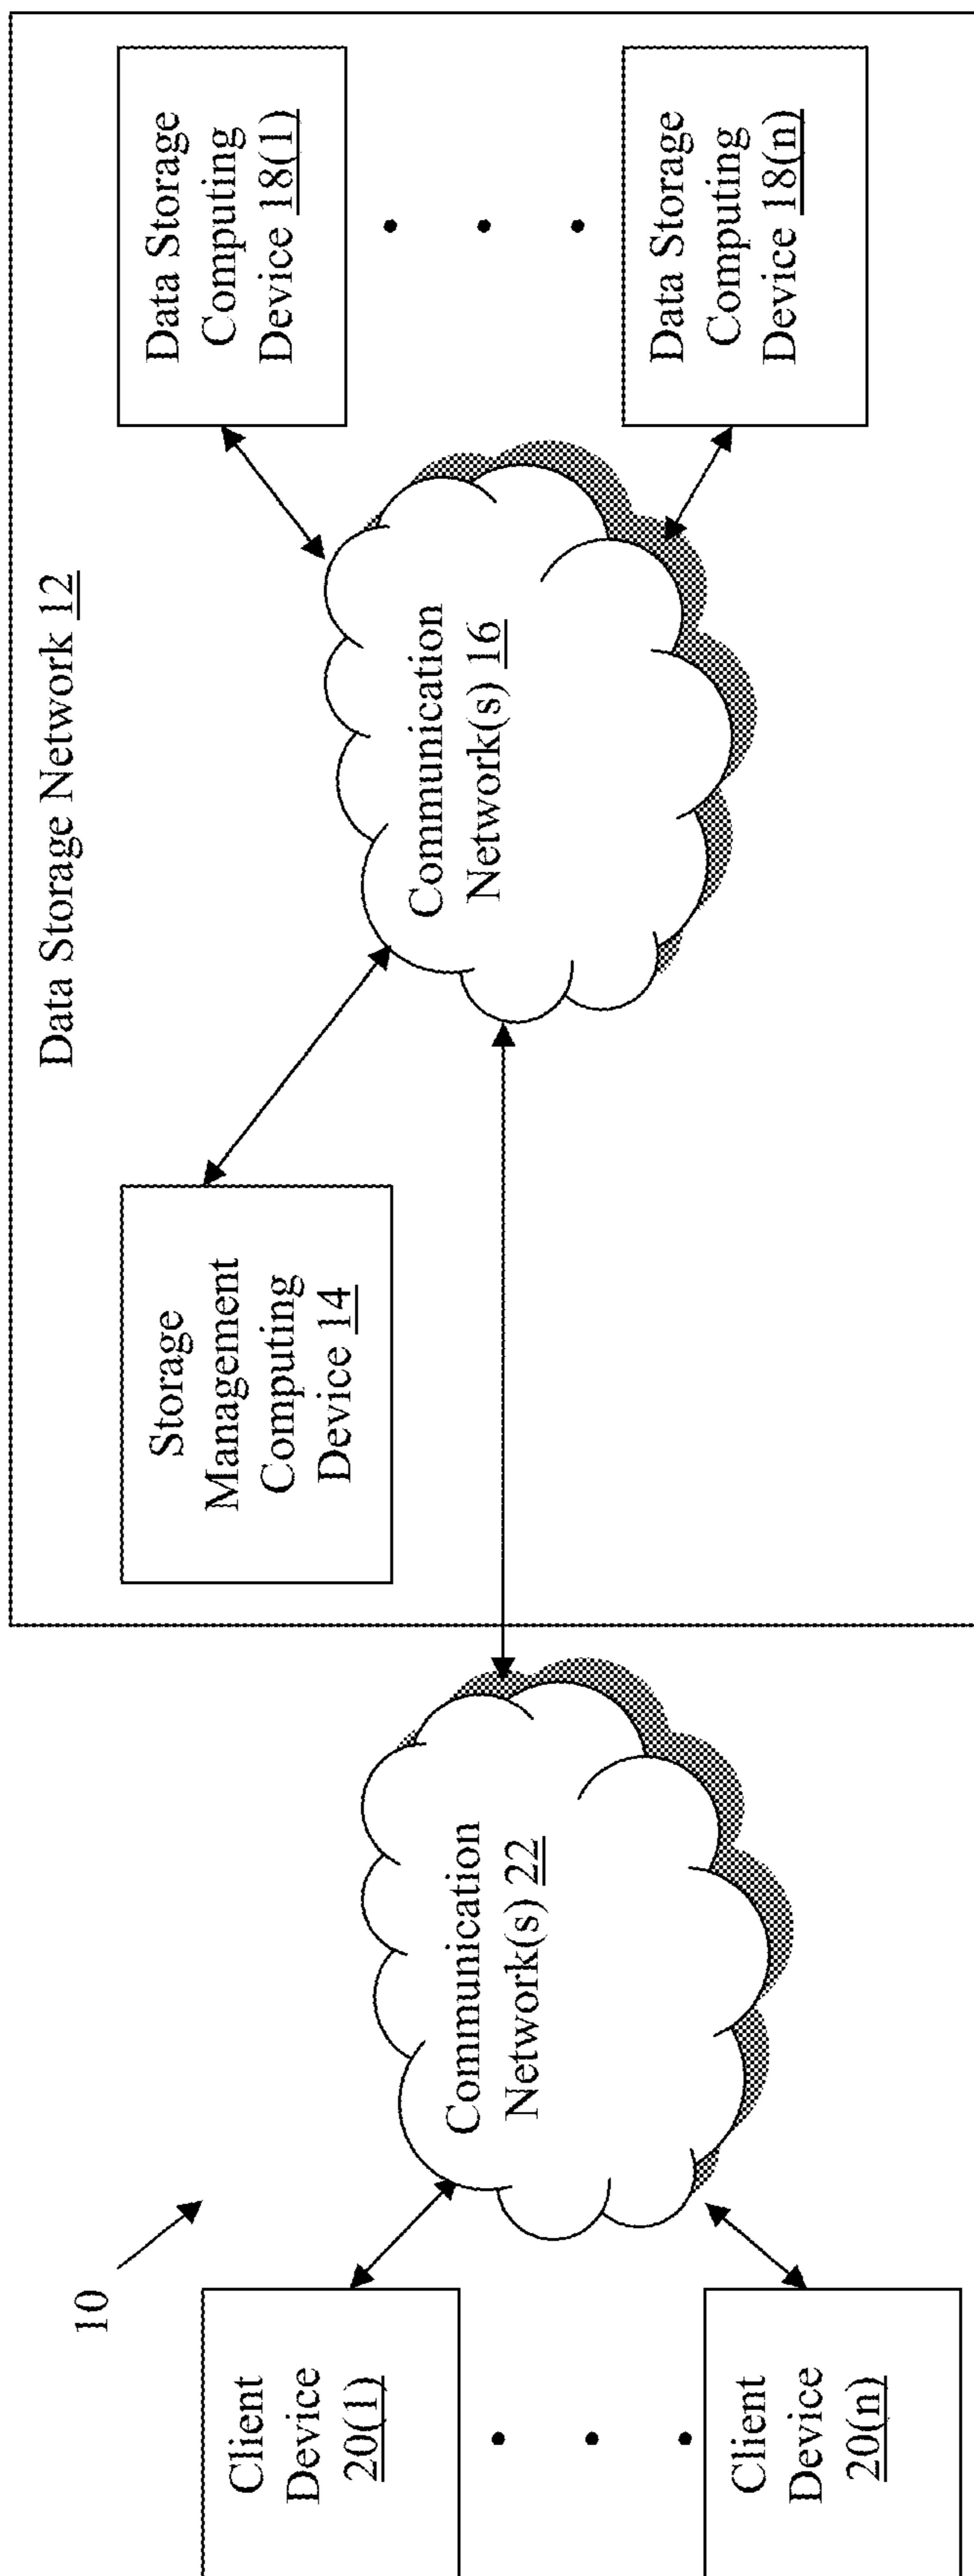 10
Client
Device
20(1)
Client
Device
20(n)
Communication
Network(s) 22
Data Storage Network 12
Storage
Management
Computing
Device 14
Communication
Network(s) 16
Data Storage
Computing
Device 18(1)
Data Storage
Computing
Device 18(n)